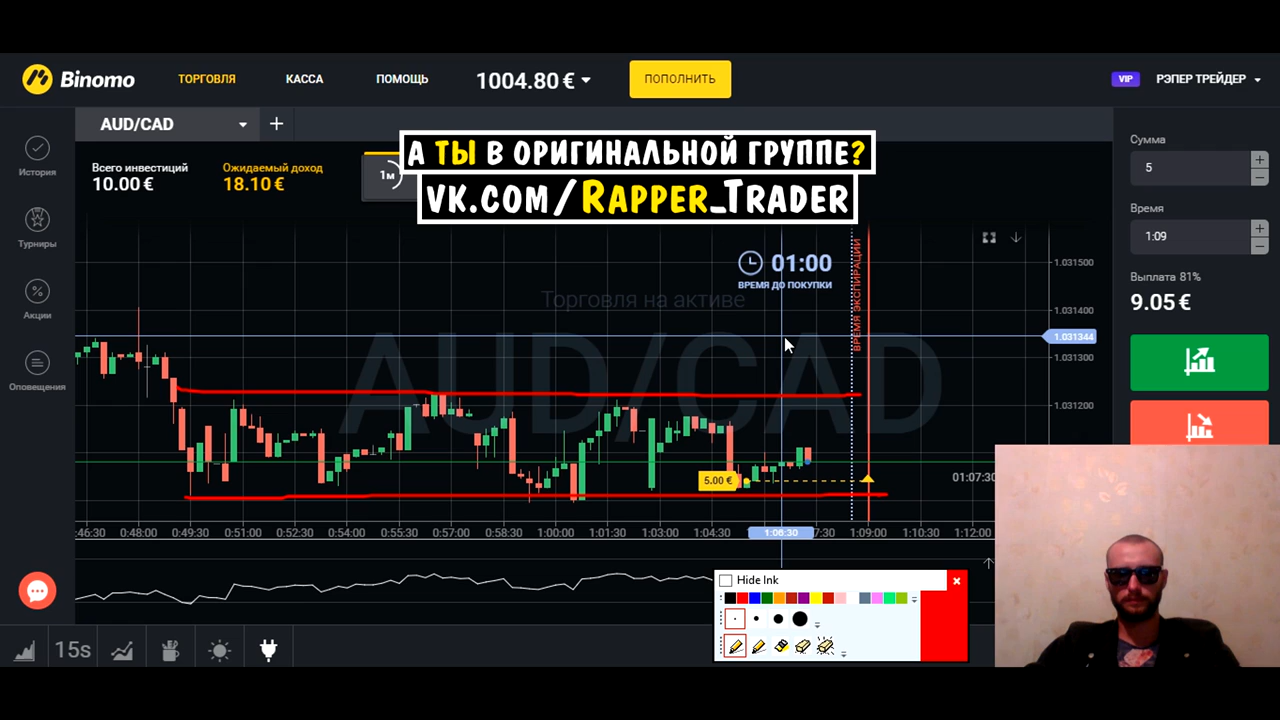 Binomo
ТОРГОВЛЯ
КАССА
ПОМОЩЬ
1004.80 €
ПОПОЛНИТЬ
VIP
РЭПЕР ТРЕЙДЕР
AUD/CAD
+
А ТЫ В ОРИГИНАЛЬНОЙ ГРУППЕ?
VK.COM/RAPPER_TRADER
Всего инвестиций
10.00 €
Ожидаемый доход
18.10 €
1м
История
Турниры
Акции
Оповещения
01:00
ВРЕМЯ ДО ПОКУПКИ
ВРЕМЯ ЭКСПИРАЦИИ
Торговля на активе
AUD/CAD
1.031500
1.031400
1.031344
1.031300
1.031200
5.00 €
01:07:30
:46:30 0:48:00 0:49:30 0:51:00 0:52:30 0:54:00 0:55:30 0:57:00 0:58:30 1:00:00 1:01:30 1:03:00 1:04:30 1:06:30 :7:30 1:09:00 1:10:30 1:12:00
Сумма
5
Время
1:09
Выплата 81%
9.05 €
Hide Ink
15s